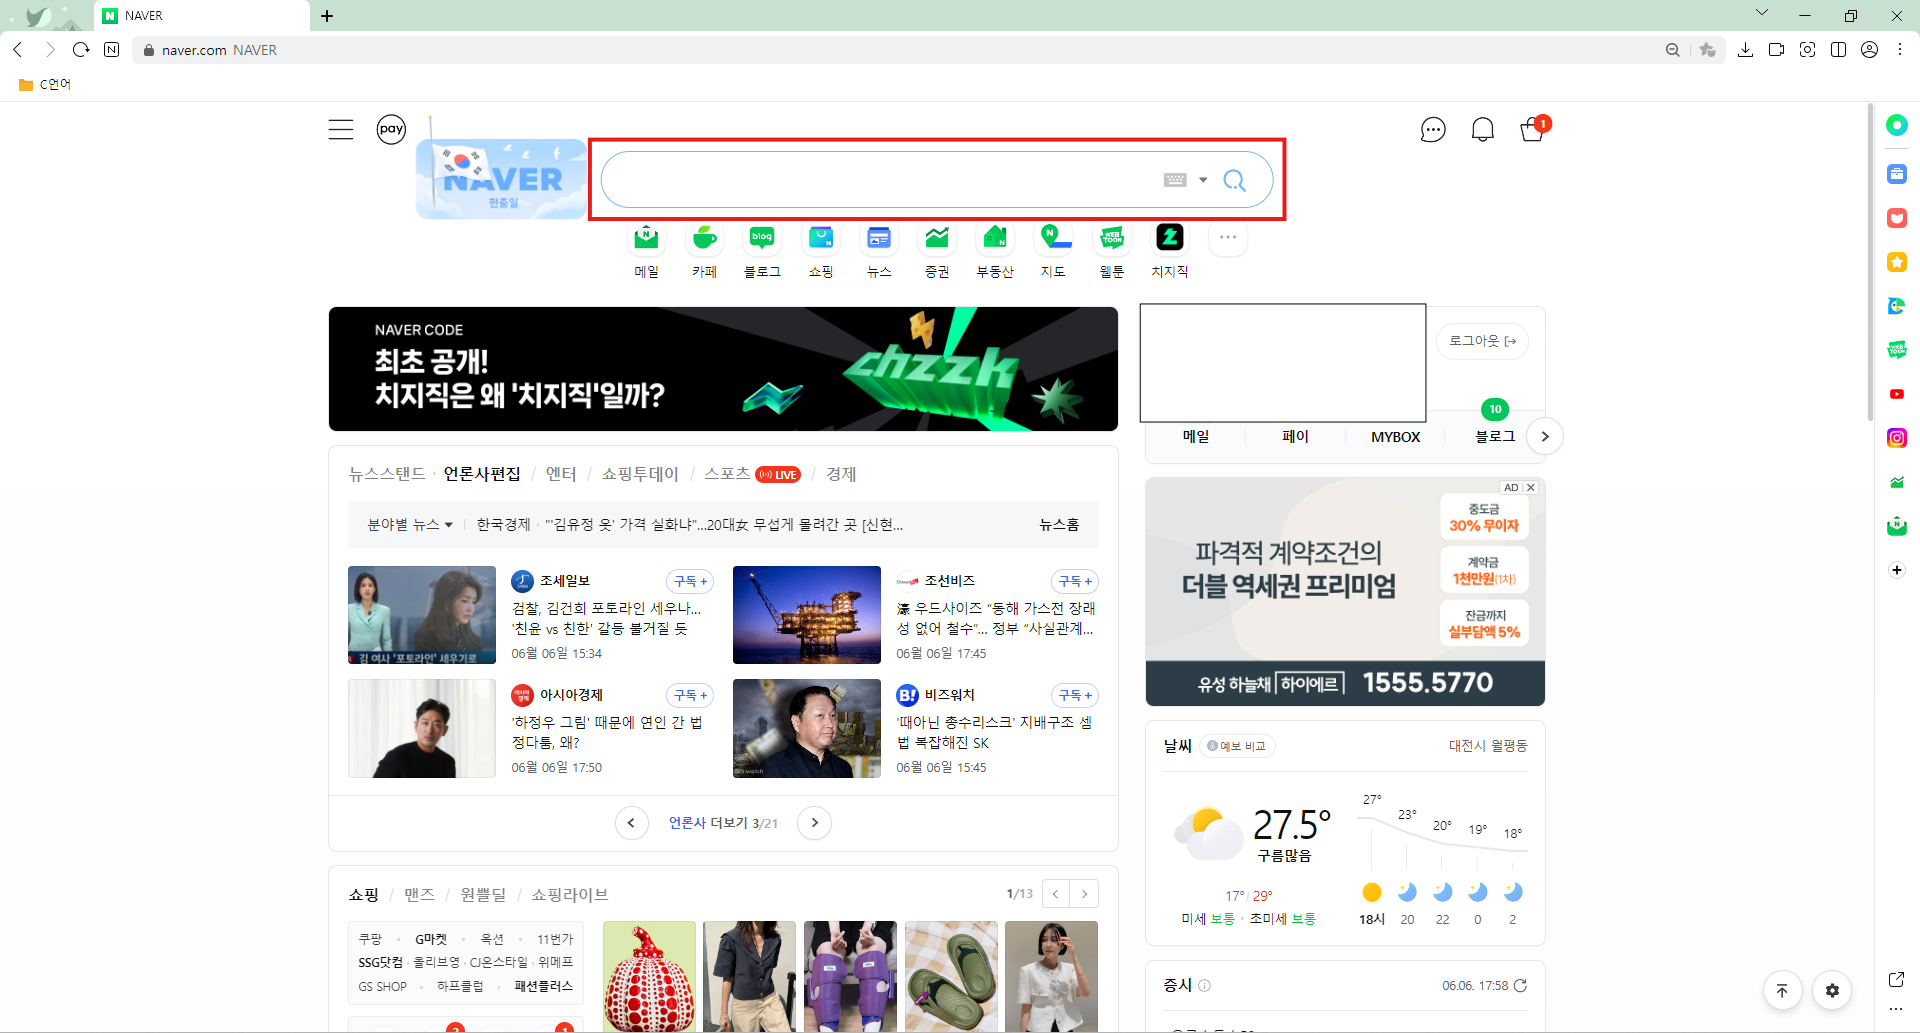 NAVER
naver.com NAVER
C언어
pay
NAVER
현충일
1
blog
WEB
TOON
메일
카페
블로그
쇼핑
뉴스
증권
부동산
지도
웹툰
치지직
NAVER CODE
최초 공개!
치지직은 왜 '치지직'일까?
chzzk
로그아웃
10
메일
페이
MYBOX
블로그
뉴스스탠드 · 언론사편집 / 엔터 / 쇼핑투데이 / 스포츠 LIVE / 경제
분야별 뉴스
한국경제 · "'김유정 옷' 가격 실화냐"...20대女 무섭게 몰려간 곳 [신현...
뉴스홈
김 여사 '포토라인' 세우기로
조세일보
구독 +
검찰, 김건희 포토라인 세우나...
'친윤 vs 친한' 갈등 불거질 듯
06월 06일 15:34
조선비즈
구독 +
濠 우드사이즈 "동해 가스전 장래
성 없어 철수"... 정부 "사실관계...
06월 06일 17:45
아시아경제
구독 +
'하정우 그림' 때문에 연인 간 법
정다툼, 왜?
06월 06일 17:50
비즈워치
구독 +
'때아닌 총수리스크' 지배구조 셈
법 복잡해진 SK
06월 06일 15:45
언론사 더보기 3/21
AD
파격적 계약조건의
더블 역세권 프리미엄
중도금
30% 무이자
계약금
1천만원(1차)
잔금까지
실부담액 5%
유성 하늘채 하이에르 1555.5770
날씨
예보 비교
대전시 월평동
27.5°
구름많음
17° / 29°
미세 보통 · 초미세 보통
27°
23°
20°
19°
18°
18시
20
22
0
2
쇼핑 / 맨즈 / 원쁠딜 / 쇼핑라이브
1/13
쿠팡 · G마켓 · 옥션 · 11번가
SSG닷컴 · 올리브영 · CJ온스타일 · 위메프
GS SHOP · 하프클럽 · 패션플러스
증시
06.06. 17:58